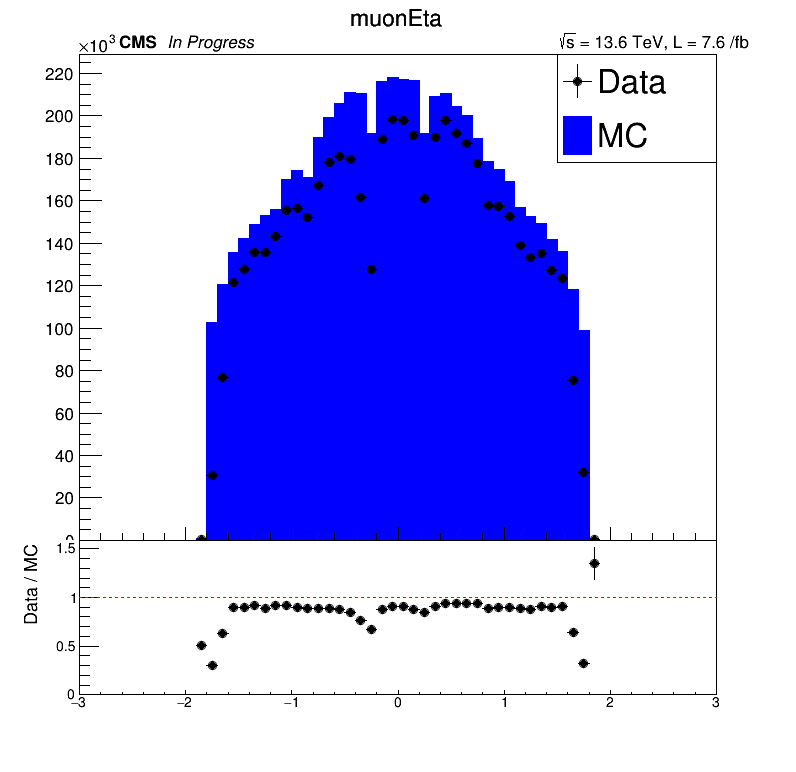 muonEta
×10³ CMS In Progress √s = 13.6 TeV, L = 7.6 /fb
220
200
180
160
140
120
100
80
60
40
20
0
Data
MC
Data / MC
1.5
1
0.5
0
−3 −2 −1 0 1 2 3